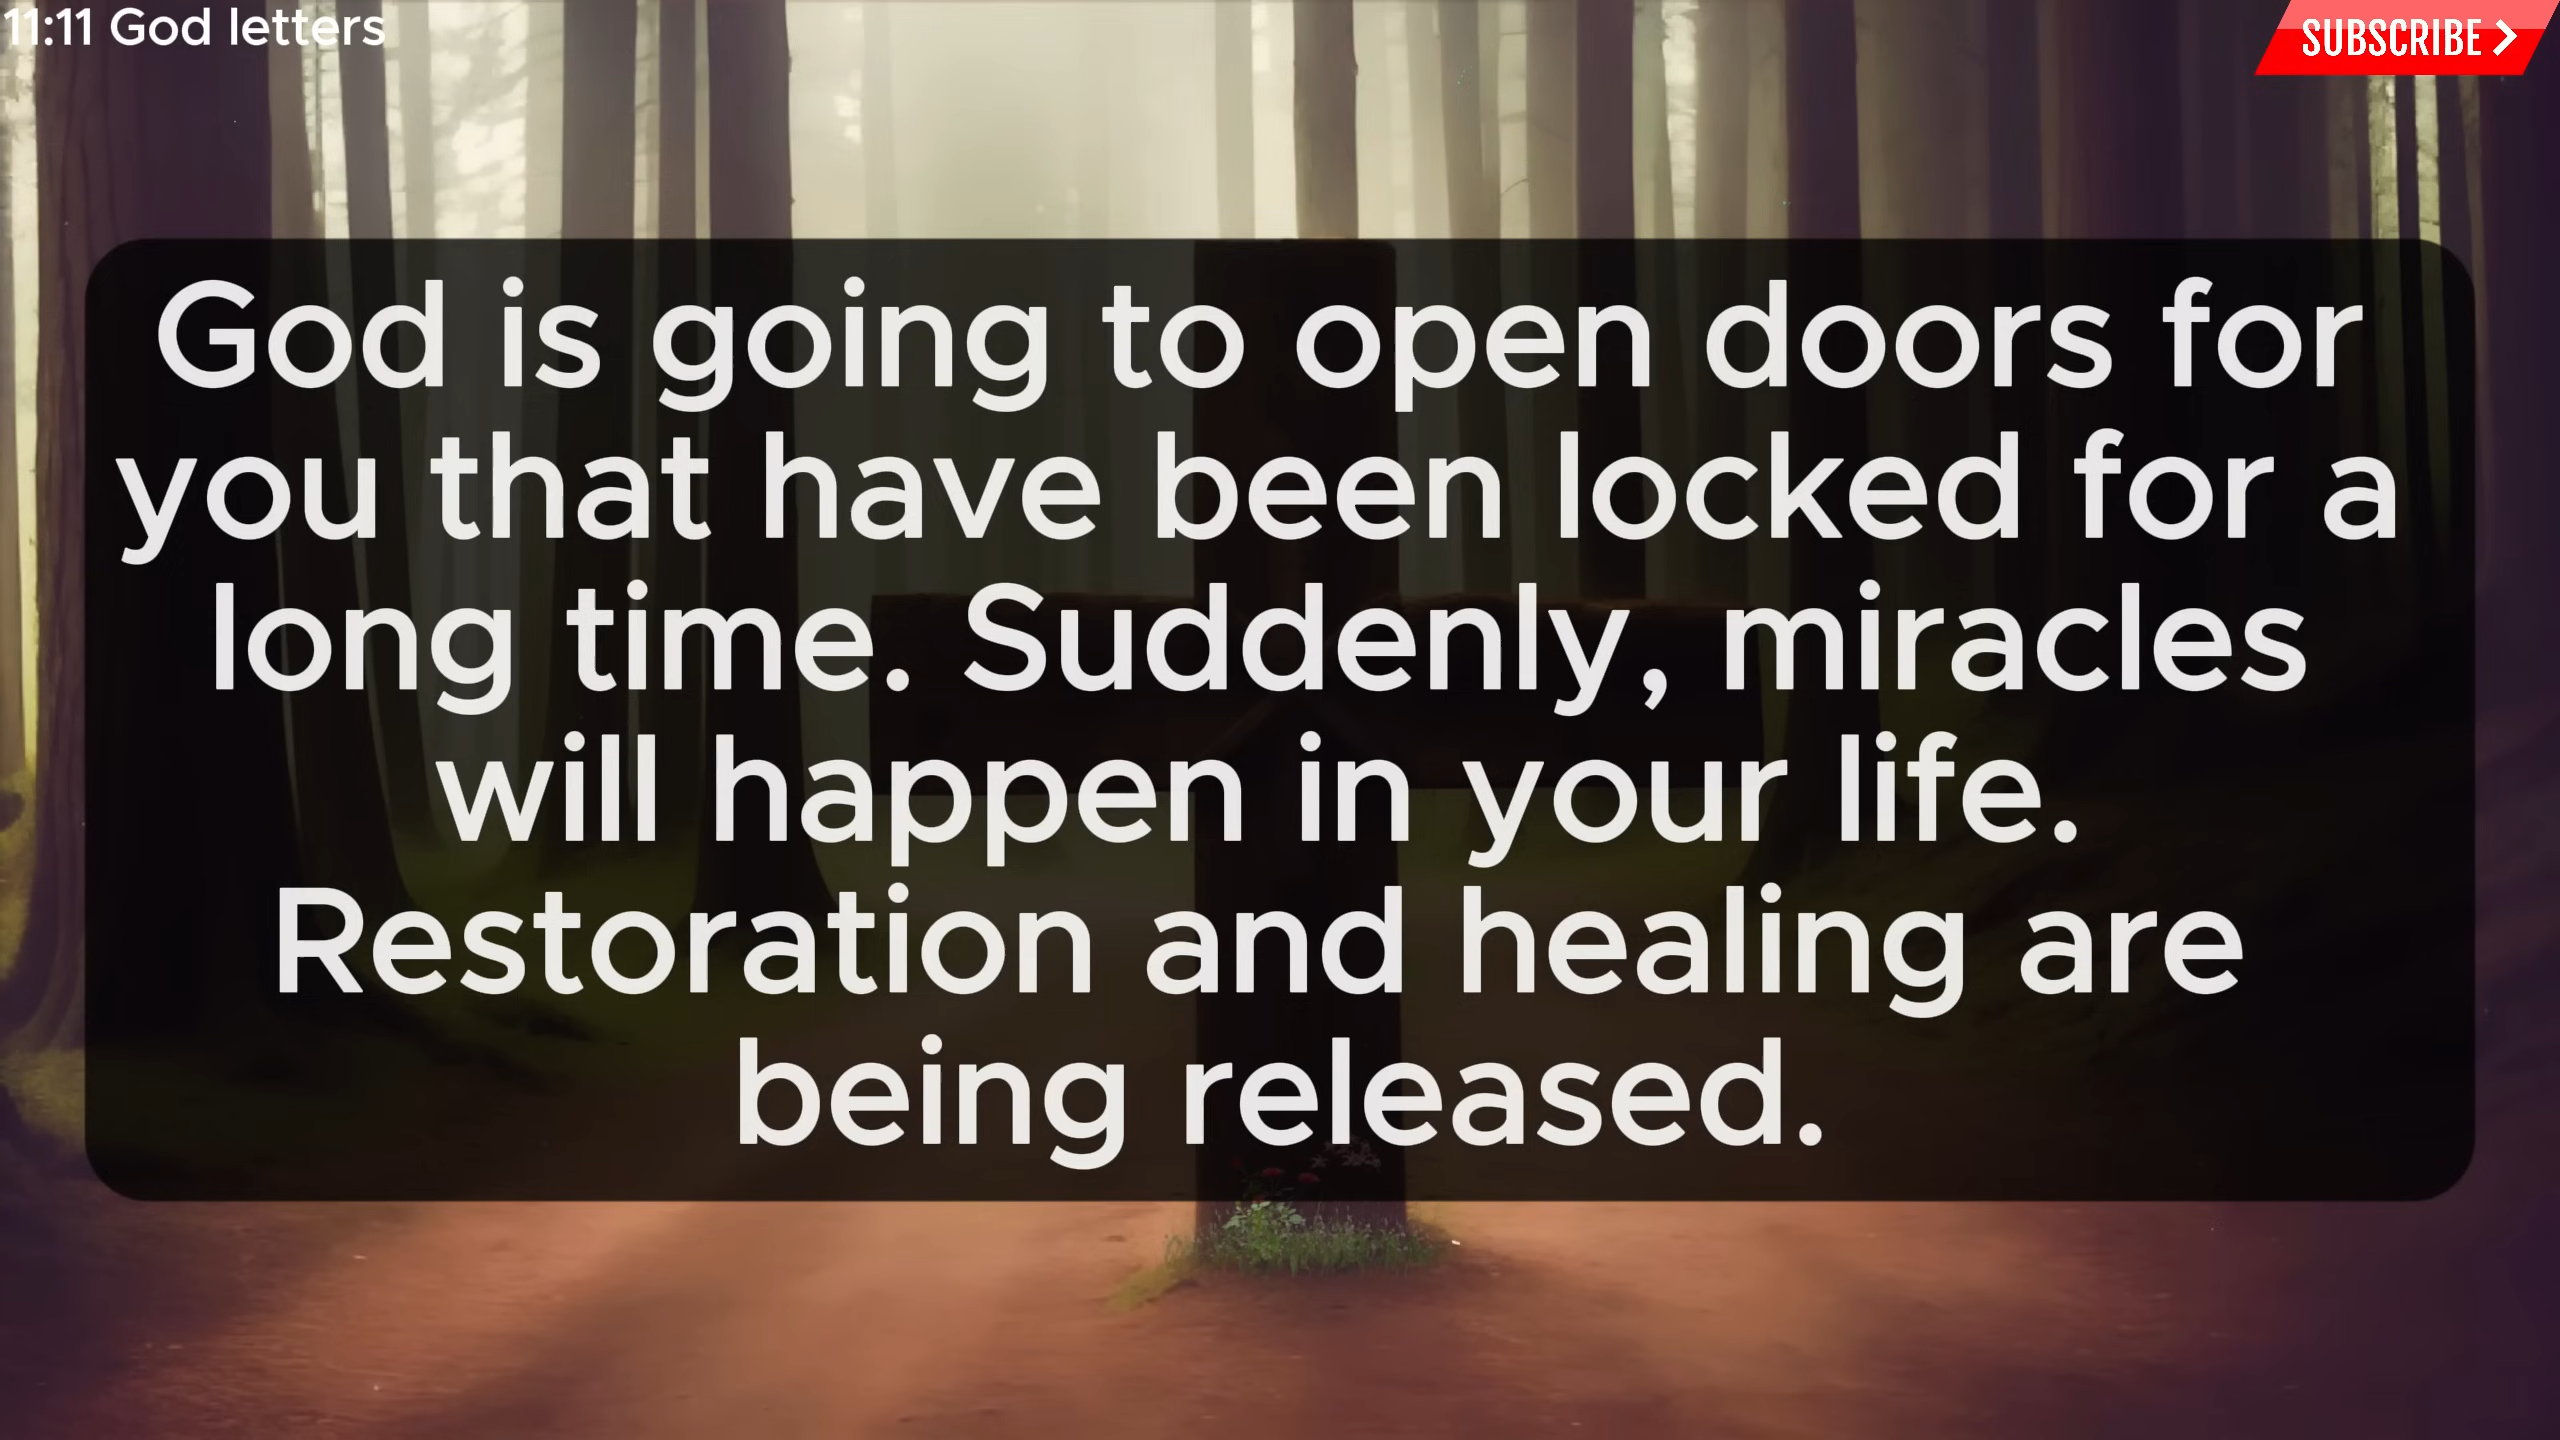 11:11 God letters
SUBSCRIBE
God is going to open doors for
you that have been locked for a
long time. Suddenly, miracles
will happen in your life.
Restoration and healing are
being released.